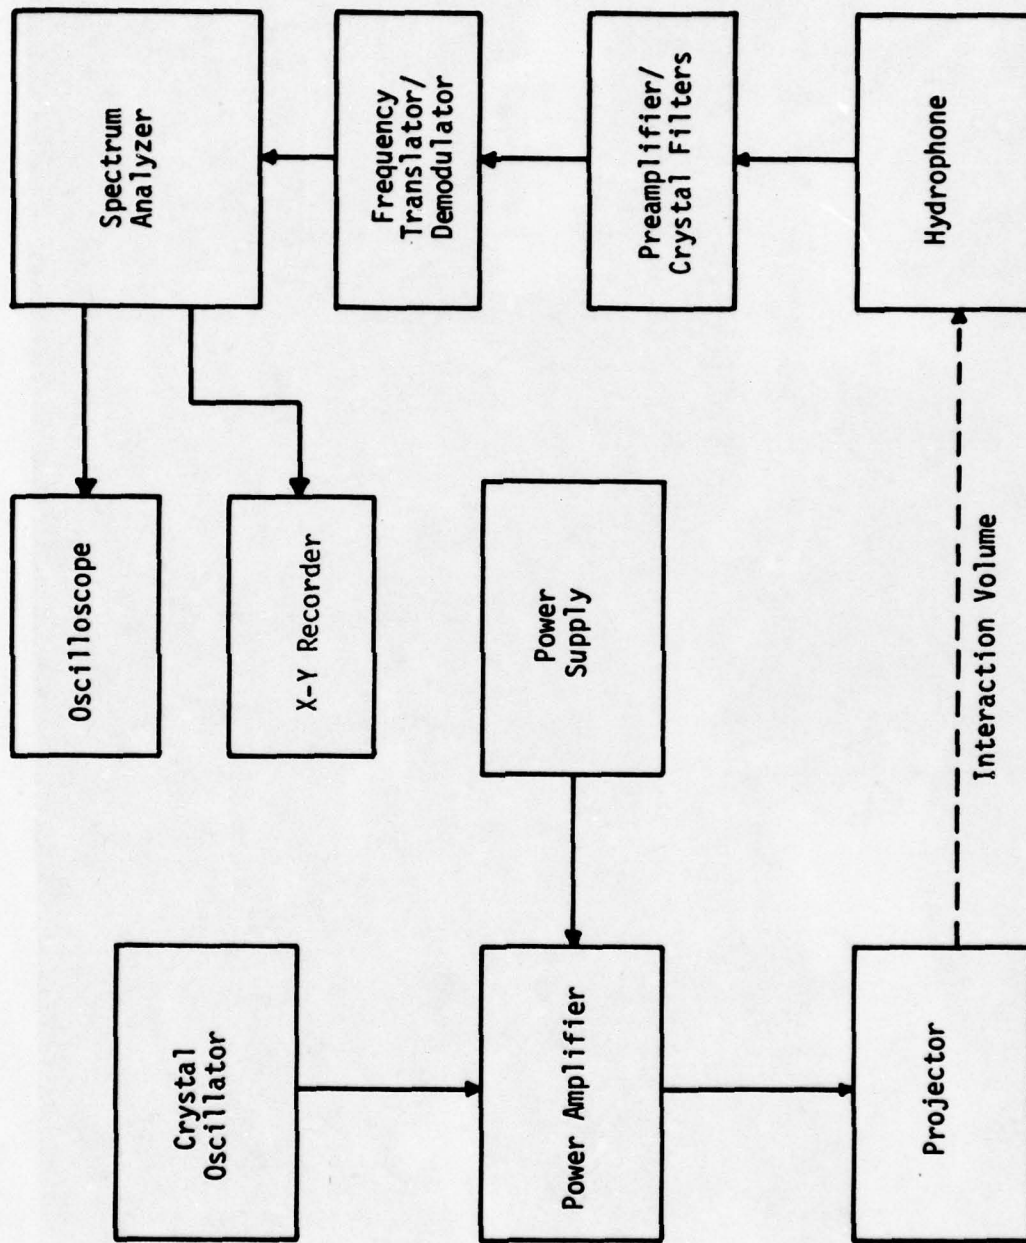 Crystal
Oscillator
Power Amplifier
Projector
Power
Supply
Oscilloscope
X-Y Recorder
Interaction Volume
Spectrum
Analyzer
Frequency
Translator/
Demodulator
Preamplifier/
Crystal Filters
Hydrophone